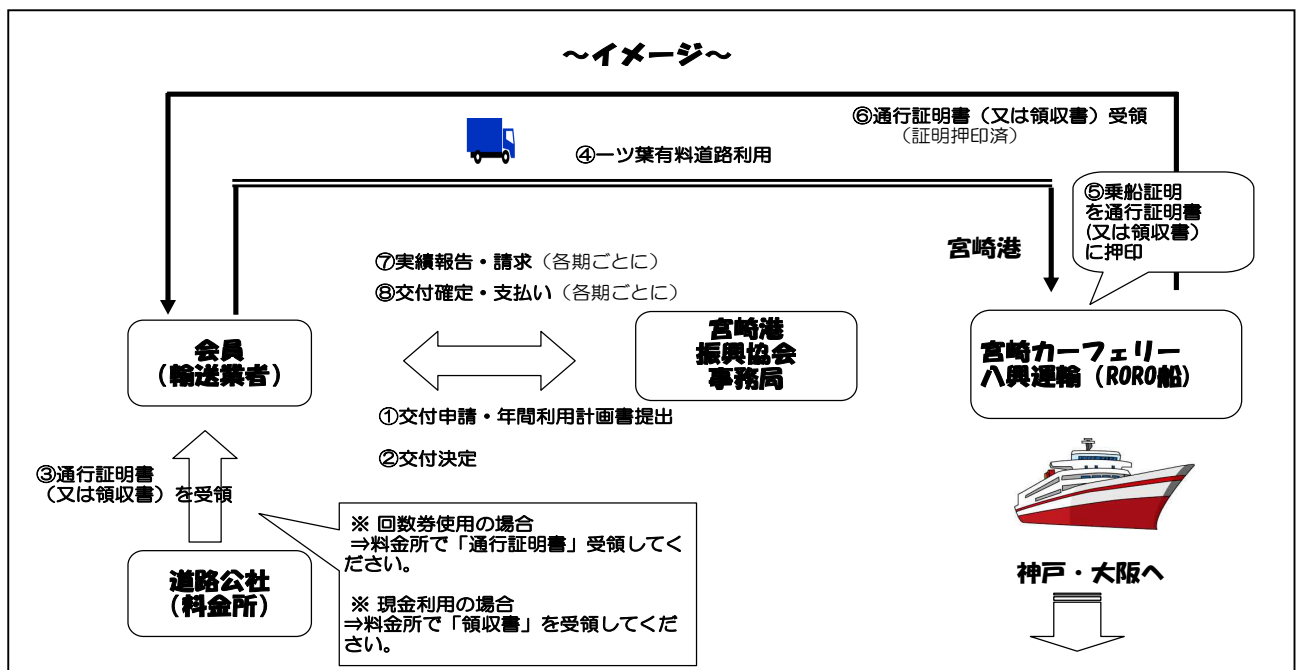 ～イメージ～
⑥通行証明書（又は領収書）受領
（証明押印済）
④一ツ葉有料道路利用
⑤乗船証明
を通行証明書
(又は領収書)
に押印
宮崎港
⑦実績報告・請求（各期ごとに）
⑧交付確定・支払い（各期ごとに）
会員
（輸送業者）
宮崎港
振興協会
事務局
宮崎カーフェリー
八興運輸（RORO船)
①交付申請・年間利用計画書提出
②交付決定
③通行証明書
（又は領収書）を受領
※ 回数券使用の場合
⇒料金所で「通行証明書」受領してく
ださい。
※ 現金利用の場合
⇒料金所で「領収書」を受領してくだ
さい。
道路公社
（料金所）
神戸・大阪へ